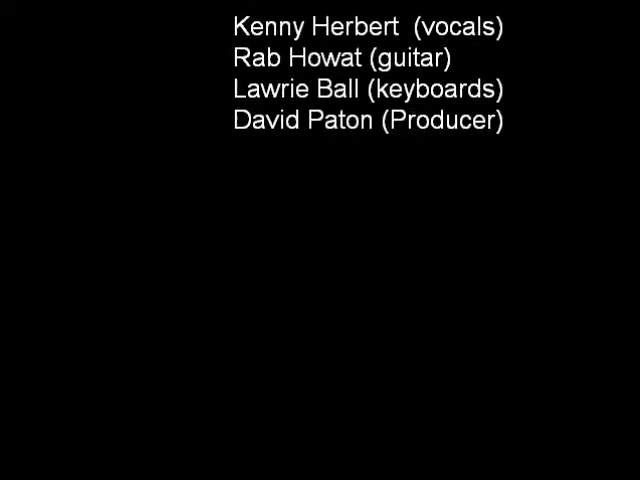 Kenny Herbert  (vocals)
Rab Howat (guitar)
Lawrie Ball (keyboards)
David Paton (Producer)